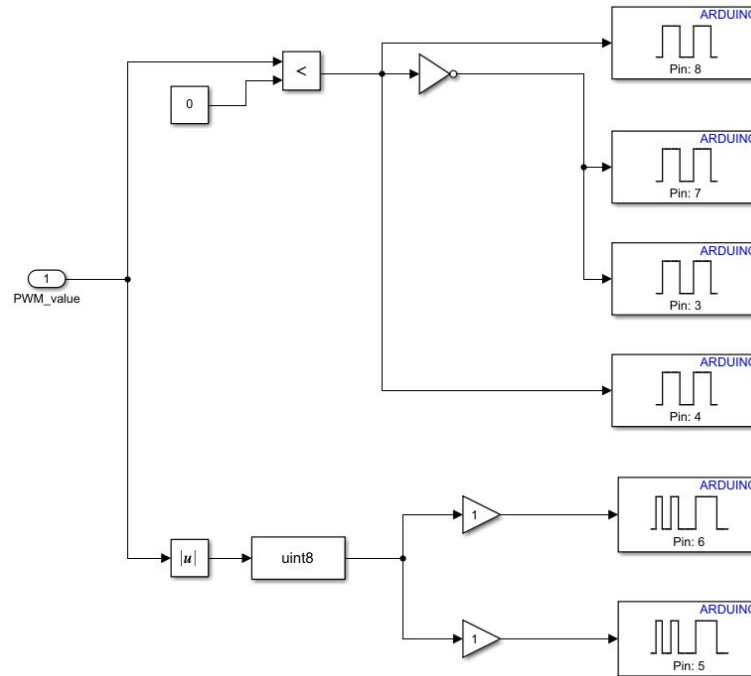 ARDUINO
Pin: 8
<
0
ARDUINO
Pin: 7
ARDUINO
Pin: 3
1
PWM_value
ARDUINO
Pin: 4
|u|
uint8
1
ARDUINO
Pin: 6
1
ARDUINO
Pin: 5